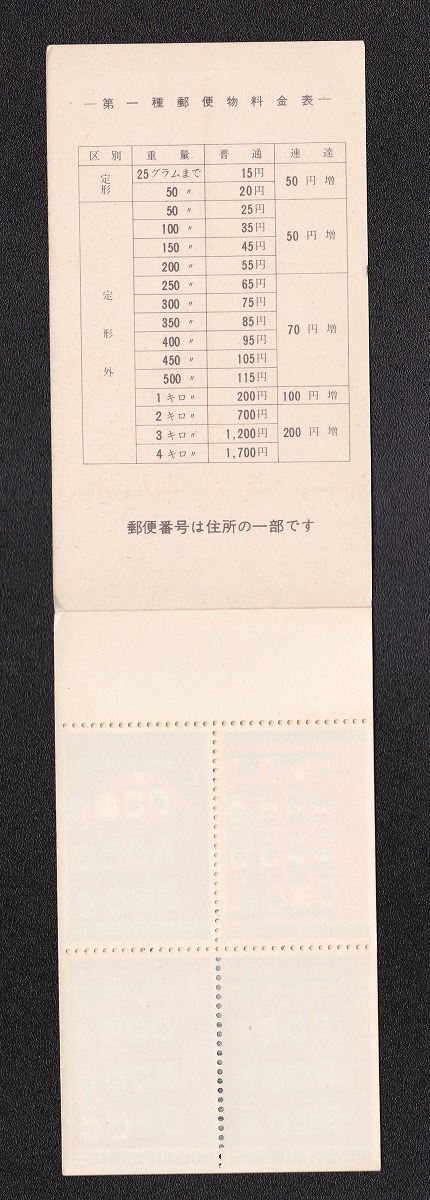 ―第一種郵便物料金表―
区別 重量 普通 速達
定形 25グラムまで 15円 50円増
50 〃 20円
定形外 50 〃 25円 50円増
100 〃 35円
150 〃 45円
200 〃 55円
250 〃 65円 70円増
300 〃 75円
350 〃 85円
400 〃 95円
450 〃 105円
500 〃 115円
1キロ〃 200円 100円増
2キロ〃 700円 200円増
3キロ〃 1,200円
4キロ〃 1,700円
郵便番号は住所の一部です